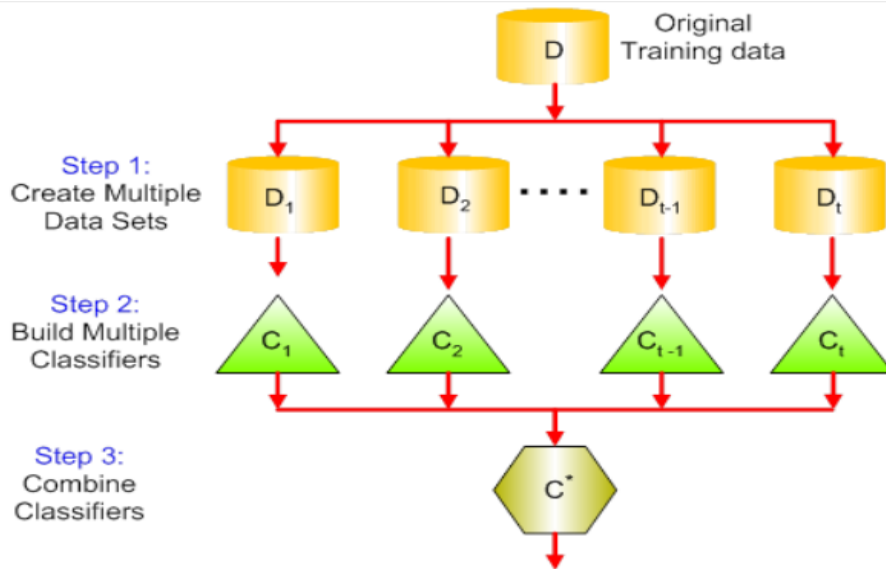 Original
Training data
D
Step 1:
Create Multiple
Data Sets
D1
D2
....
Dt-1
Dt
Step 2:
Build Multiple
Classifiers
C1
C2
Ct -1
Ct
Step 3:
Combine
Classifiers
C*